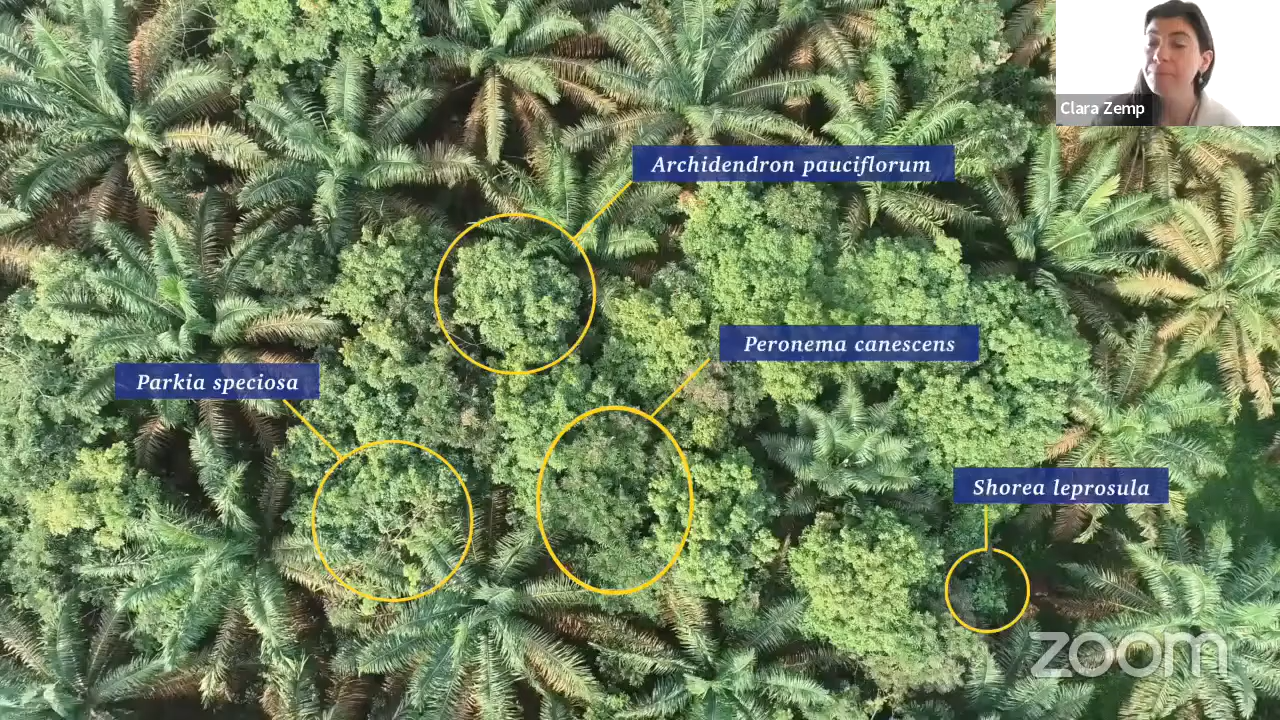 Clara Zemp
Archidendron pauciflorum
Peronema canescens
Parkia speciosa
Shorea leprosula
zoom